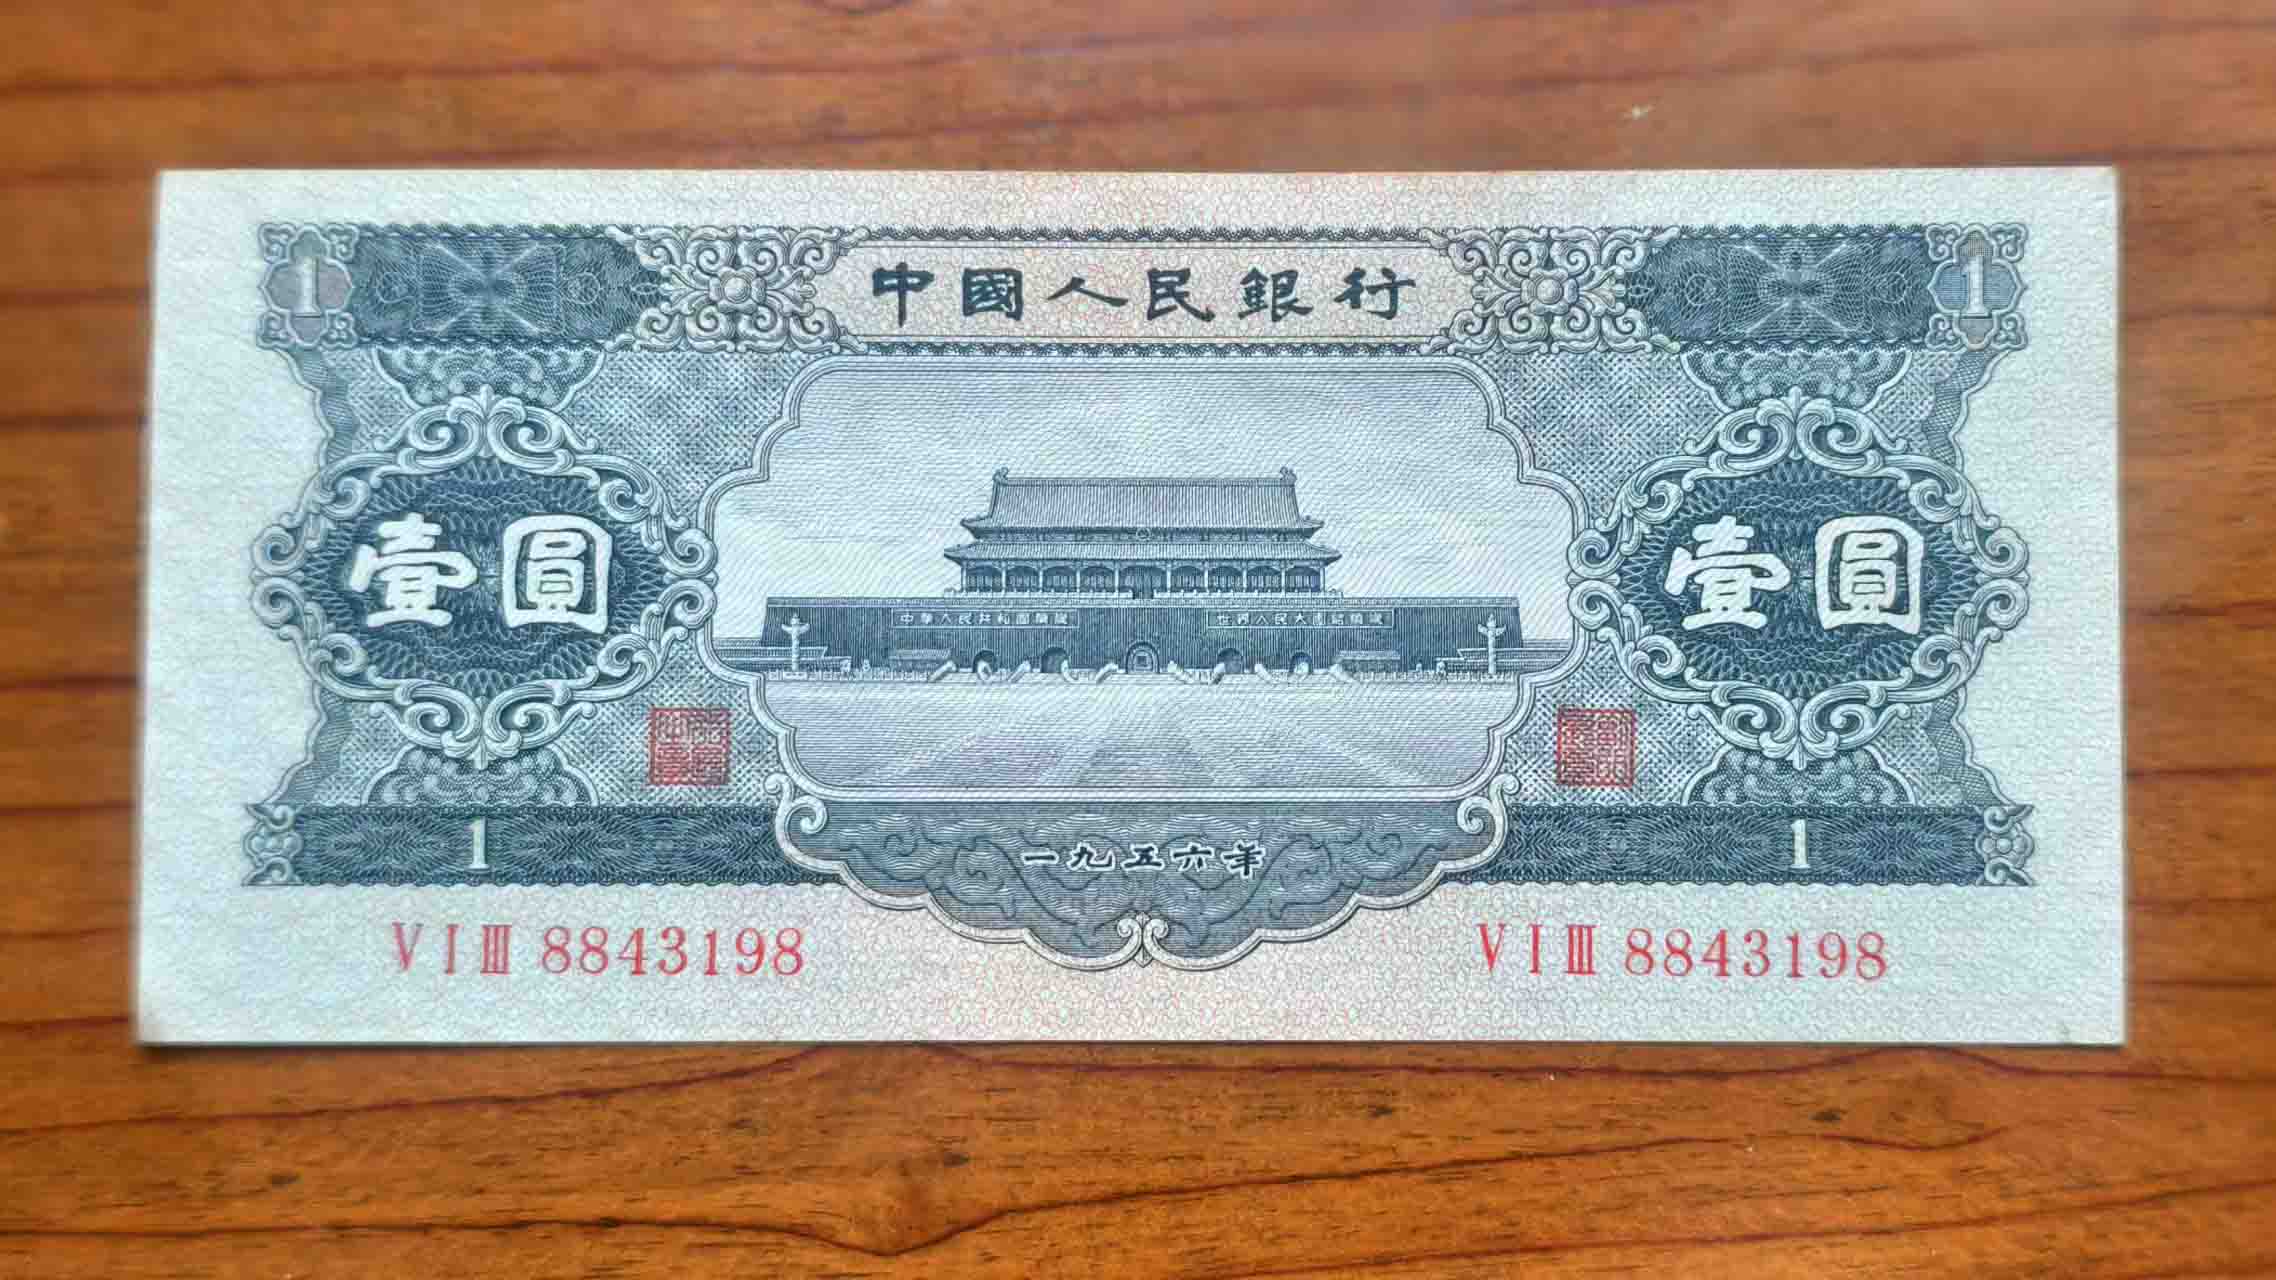 1 中國人民銀行 1
壹圓 壹圓
中華人民共和國萬歲 世界人民大團結萬歲
1 一九五六年 1
V I III 8843198 V I III 8843198